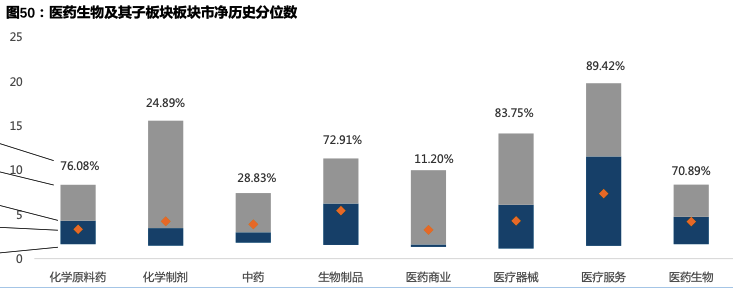 图50：医药生物及其子板块板块市净历史分位数
25
20
15
10
5
0
76.08%
24.89%
28.83%
72.91%
11.20%
83.75%
89.42%
70.89%
化学原料药
化学制剂
中药
生物制品
医药商业
医疗器械
医疗服务
医药生物